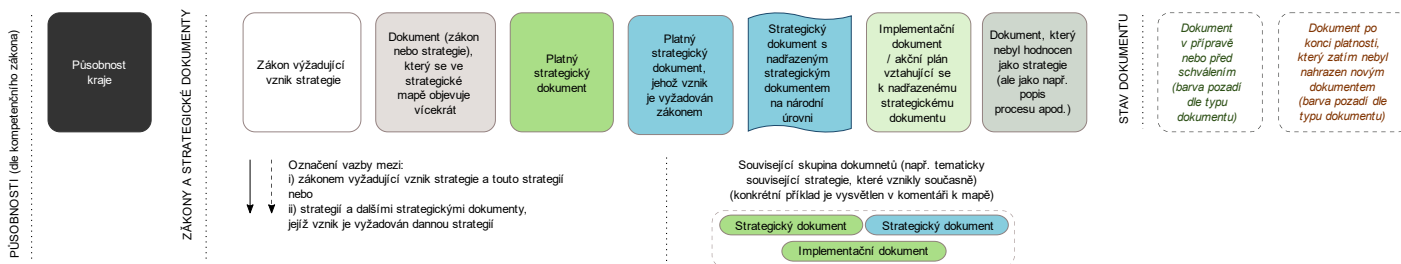 PŮSOBNOSTI (dle kompetenčního zákona)
Působnost
kraje
ZÁKONY A STRATEGICKÉ DOKUMENTY
Zákon výžadující
vznik strategie
Dokument (zákon
nebo strategie),
který se ve
strategické
mapě objevuje
vícekrát
Platný
strategický
dokument
Platný
strategický
dokument,
jehož vznik
je vyžadován
zákonem
Strategický
dokument s
nadřazeným
strategickým
dokumentem
na národní
úrovni
Implementační
dokument
/ akční plán
vztahující se
k nadřazenému
strategickému
dokumentu
Dokument, který
nebyl hodnocen
jako strategie
(ale jako např.
popis
procesu apod.)
STAV DOKUMENTU
Dokument
v přípravě
nebo před
schválením
(barva pozadí
dle typu
dokumentu)
Dokument po
konci platnosti,
který zatím nebyl
nahrazen novým
dokumentem
(barva pozadí dle
typu dokumentu)
Označení vazby mezi:
i) zákonem vyžadující vznik strategie a touto strategií
nebo
ii) strategií a dalšími strategickými dokumenty,
jejíž vznik je vyžadován dannou strategií
Související skupina dokumnetů (např. tematicky
související strategie, které vznikly současně)
(konkrétní příklad je vysvětlen v komentáři k mapě)
Strategický dokument
Strategický dokument
Implementační dokument